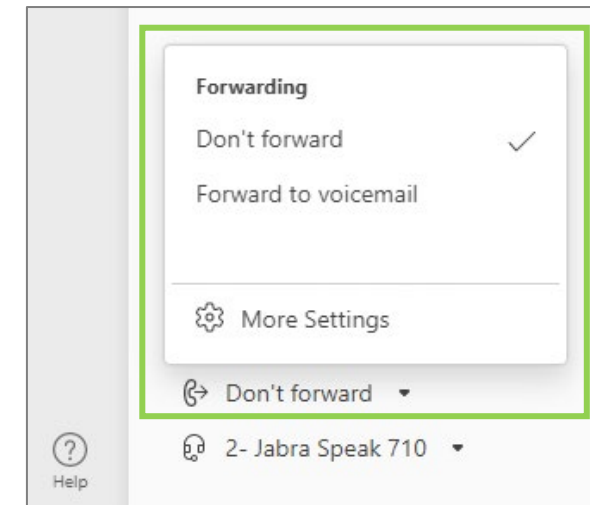 Forwarding
Don't forward
Forward to voicemail
More Settings
Don't forward
2- Jabra Speak 710
Help